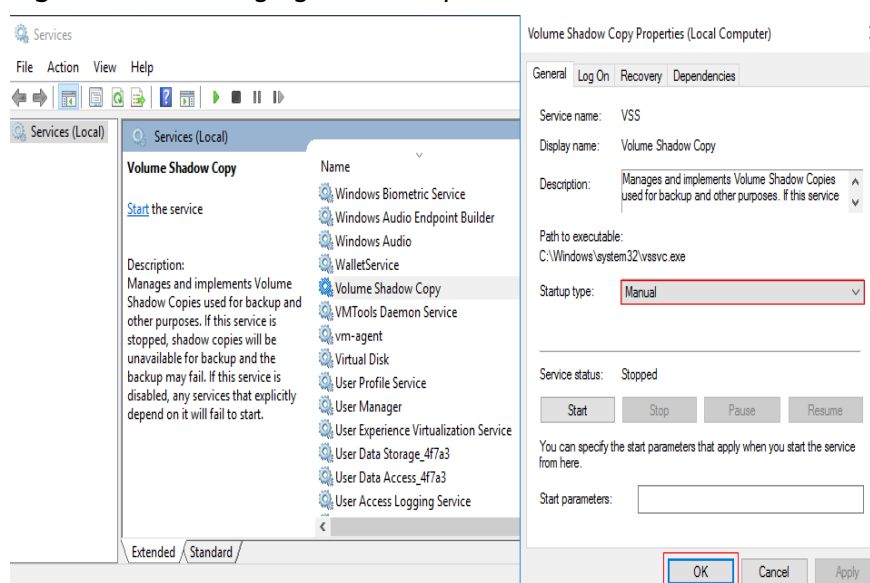 Services
File Action View Help
Services (Local)
Services (Local)
Volume Shadow Copy
Start the service
Description:
Manages and implements Volume
Shadow Copies used for backup and
other purposes. If this service is
stopped, shadow copies will be
unavailable for backup and the
backup may fail. If this service is
disabled, any services that explicitly
depend on it will fail to start.
Name
Windows Biometric Service
Windows Audio Endpoint Builder
Windows Audio
WalletService
Volume Shadow Copy
VMTools Daemon Service
vm-agent
Virtual Disk
User Profile Service
User Manager
User Experience Virtualization Service
User Data Storage_4f7a3
User Data Access_4f7a3
User Access Logging Service
Extended Standard
Volume Shadow Copy Properties (Local Computer)
General Log On Recovery Dependencies
Service name: VSS
Display name: Volume Shadow Copy
Description: Manages and implements Volume Shadow Copies
used for backup and other purposes. If this service
Path to executable:
C:\Windows\system32\vssvc.exe
Startup type: Manual
Service status: Stopped
Start Stop Pause Resume
You can specify the start parameters that apply when you start the service
from here.
Start parameters:
OK Cancel Apply